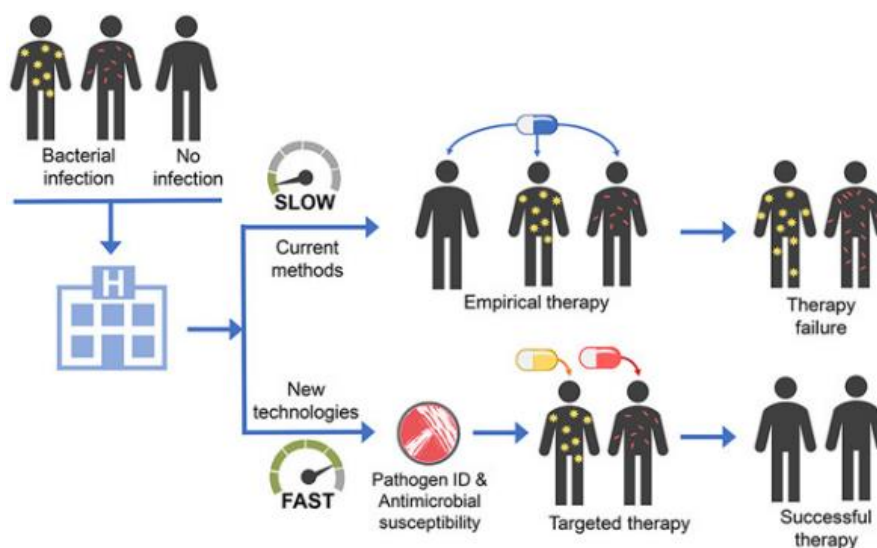 Bacterial
infection
No
infection
H
SLOW
Current
methods
Empirical therapy
Therapy
failure
New
technologies
FAST
Pathogen ID &
Antimicrobial
susceptibility
Targeted therapy
Successful
therapy